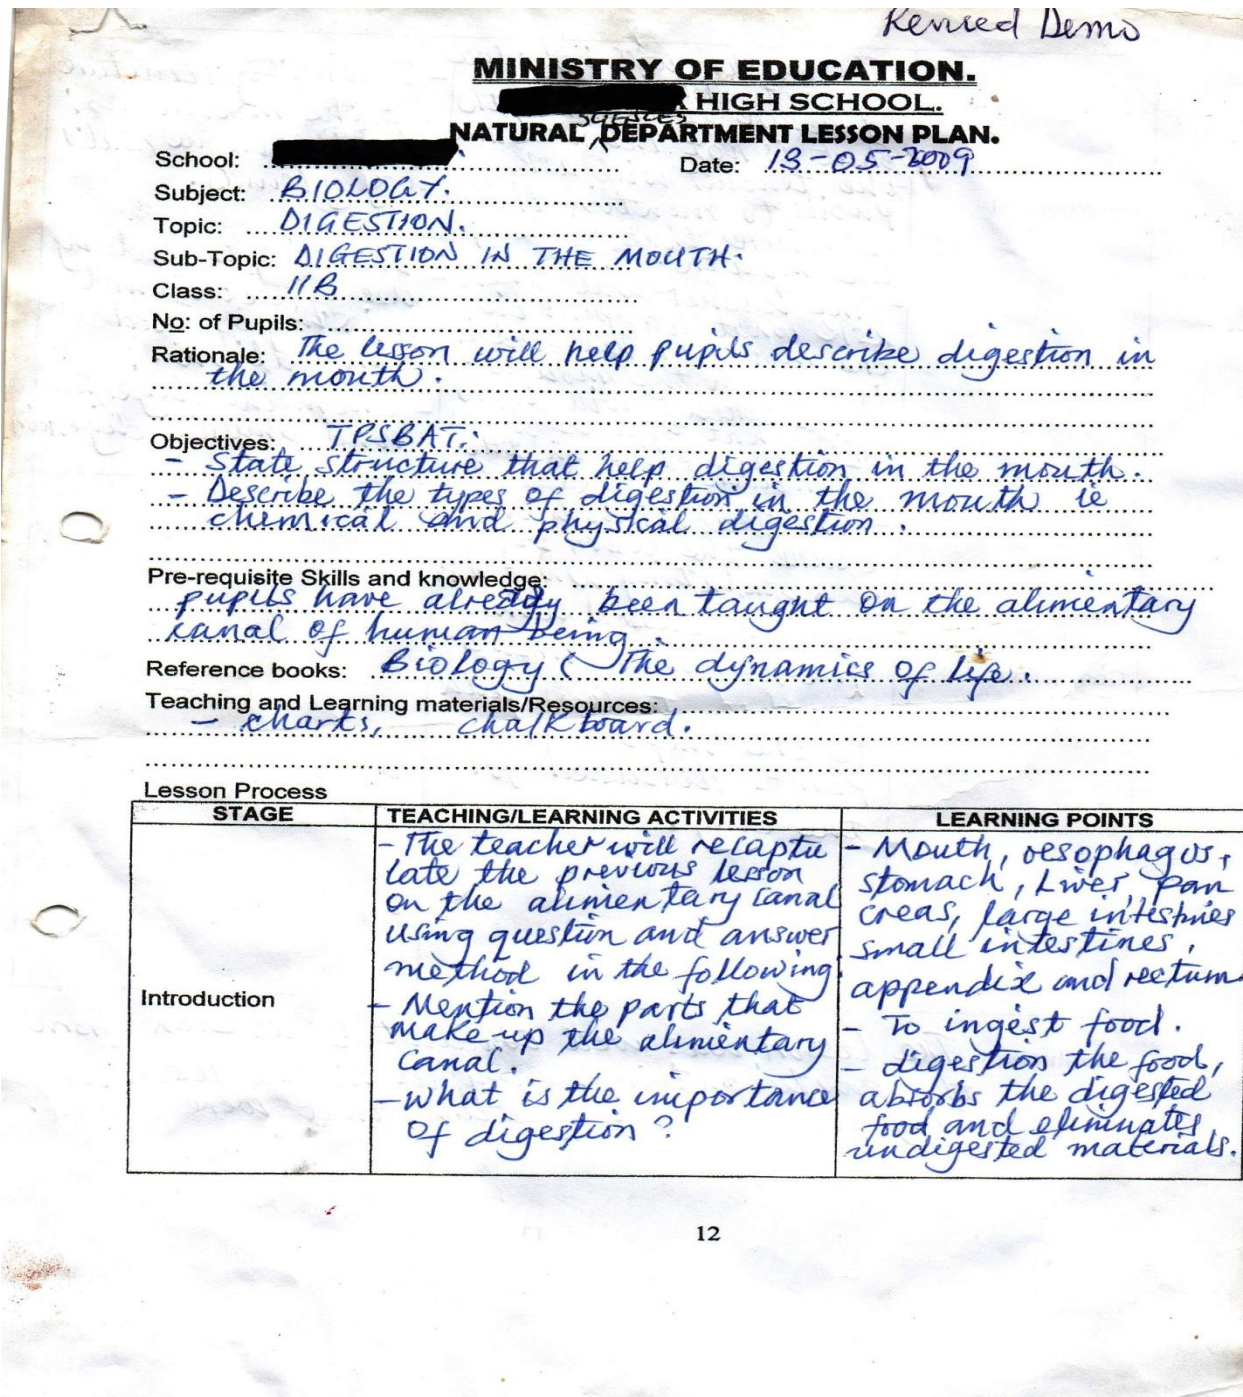 Revised Demo
MINISTRY OF EDUCATION.
HIGH SCHOOL.
SCIENCES
NATURAL DEPARTMENT LESSON PLAN.
School: Date: 13-05-2009
Subject: BIOLOGY.
Topic: DIGESTION.
Sub-Topic: DIGESTION IN THE MOUTH.
Class: 11B
No: of Pupils:
Rationale: The lesson will help pupils describe digestion in
the mouth.
Objectives: TPSBAT:
- State structure that help digestion in the mouth.
- Describe the types of digestion in the mouth ie
chemical and physical digestion.
Pre-requisite Skills and knowledge:
pupils have already been taught on the alimentary
canal of human being.
Reference books: Biology ( The dynamics of life.
Teaching and Learning materials/Resources:
- charts, - chalkboard.
Lesson Process
STAGE
TEACHING/LEARNING ACTIVITIES
LEARNING POINTS
Introduction
- The teacher will recaptu
late the previous lesson
on the alimentary canal
using question and answer
method in the following
- Mention the parts that
make up the alimentary
canal.
- what is the importance
of digestion?
- Mouth, oesophagus,
stomach, Liver, pan
creas, large intestines
small intestines,
appendix and rectum
- To ingest food.
- digestion the food,
absorbs the digested
food and eliminates
undigested materials.
12